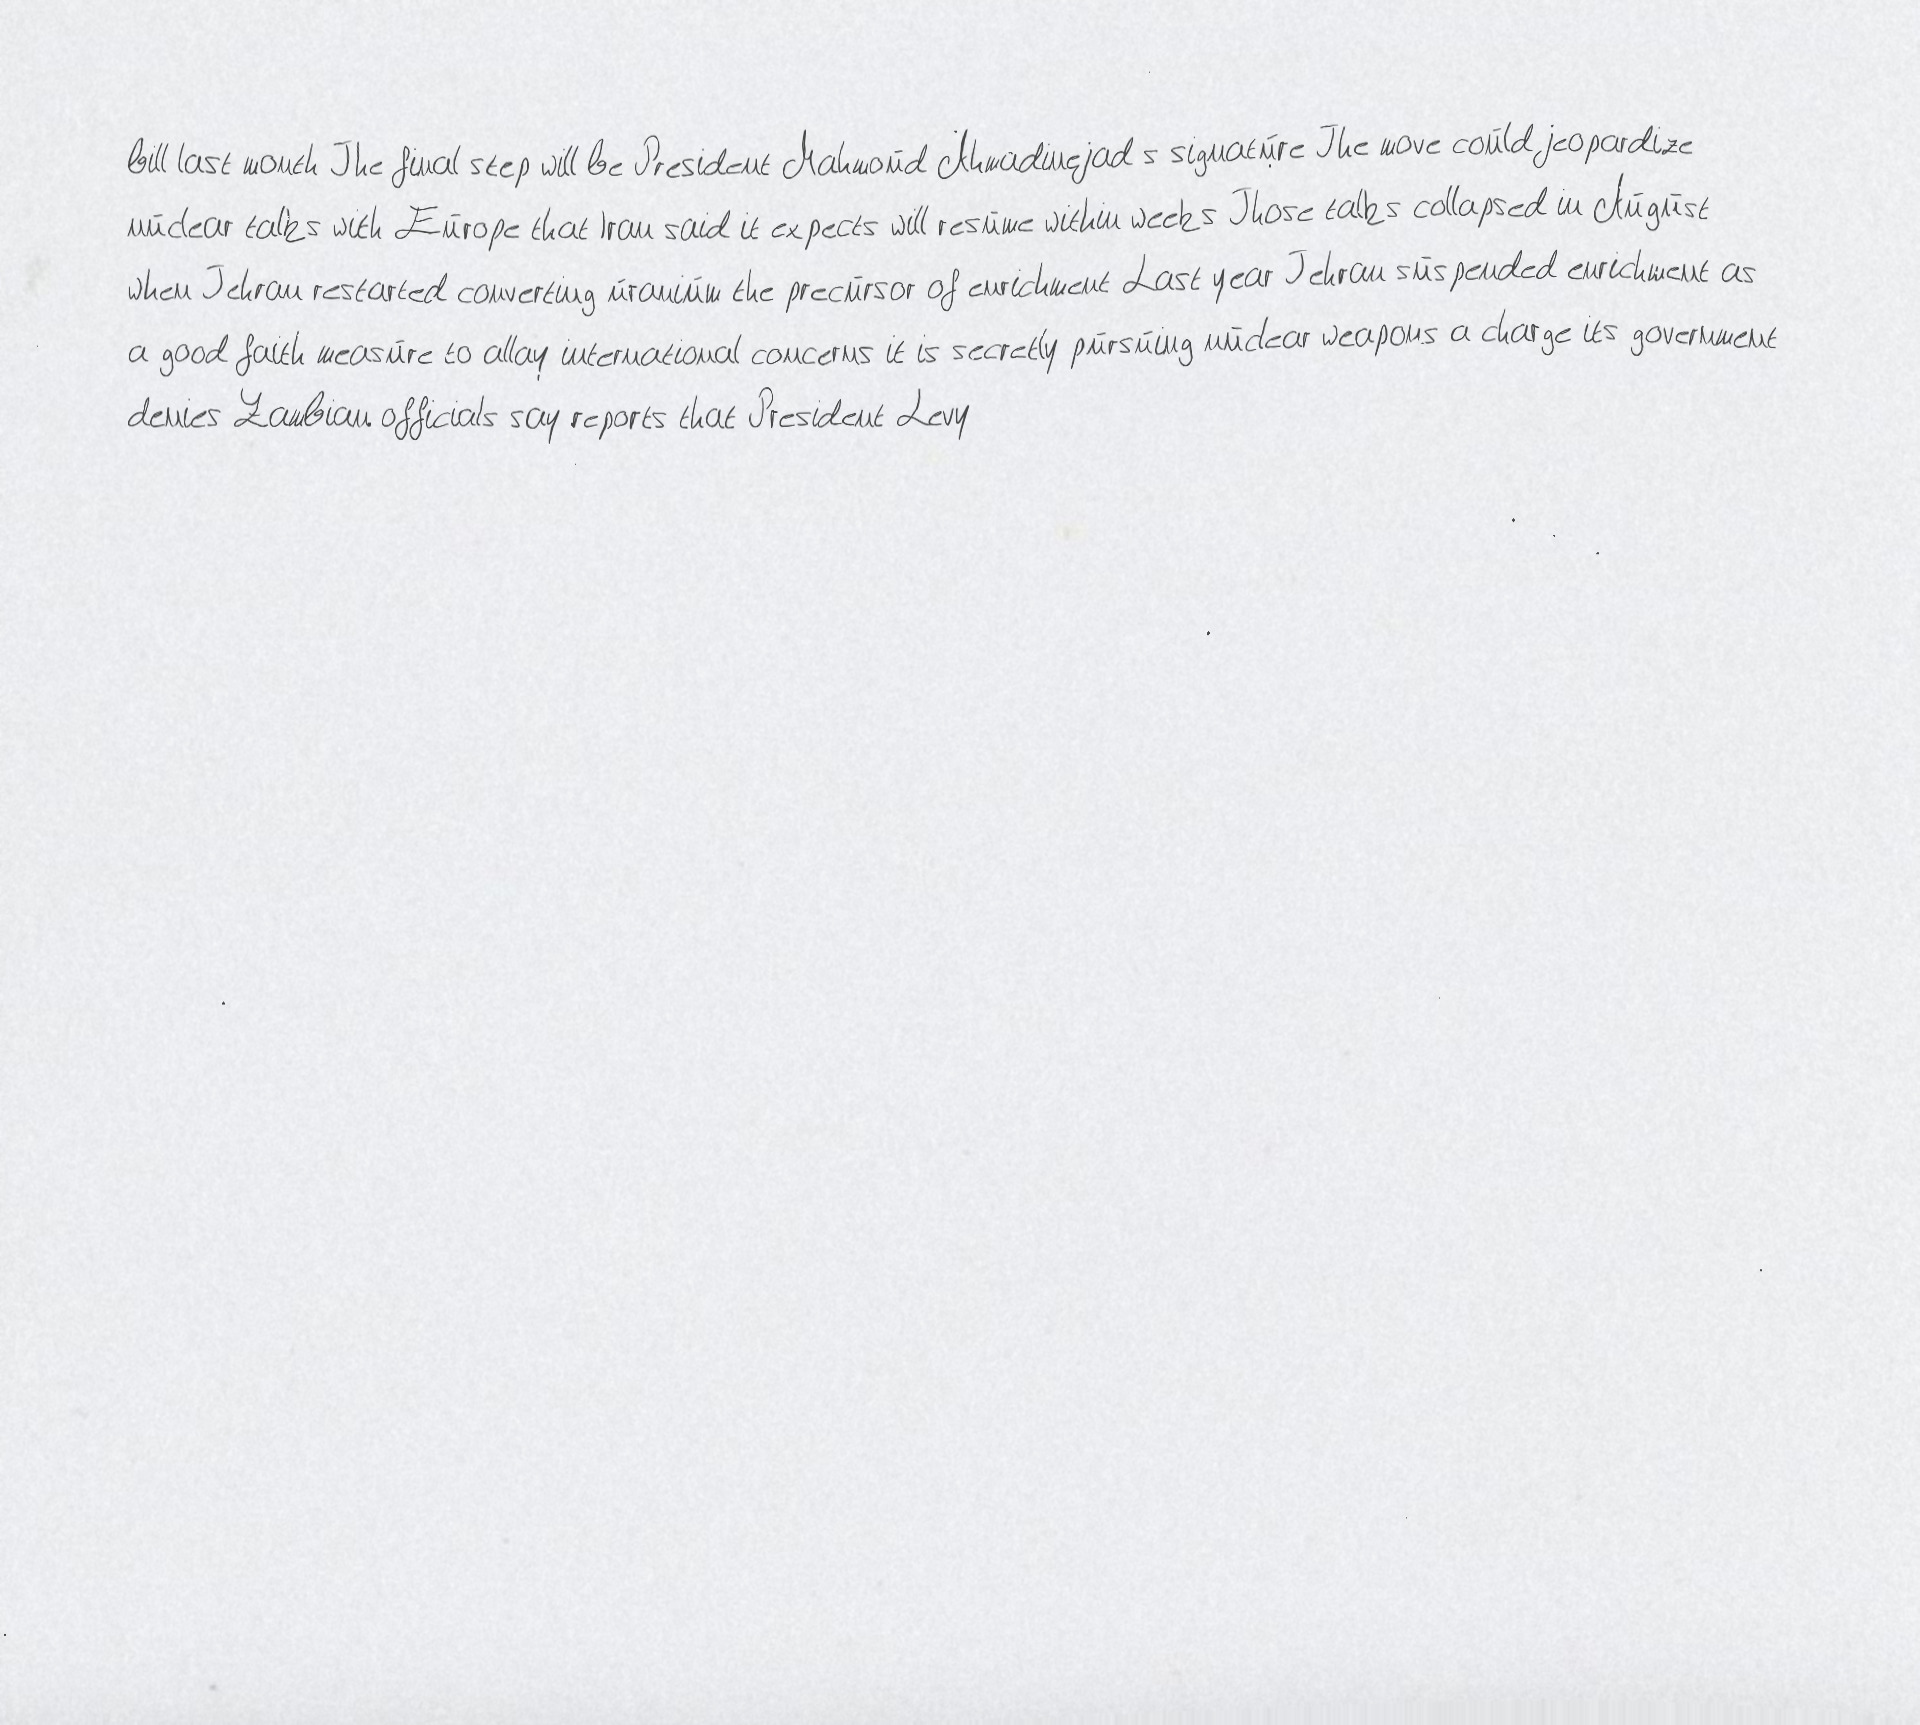 bill last month The final step will be President Mahmoud Ahmadinejad s signature The move could jeopardize
nuclear talks with Europe that Iran said it expects will resume within weeks Those talks collapsed in August
when Tehran restarted converting uranium the precursor of enrichment Last year Tehran suspended enrichment as
a good faith measure to allay international concerns it is secretly pursuing nuclear weapons a charge its government
denies Zambian officials say reports that President Levy